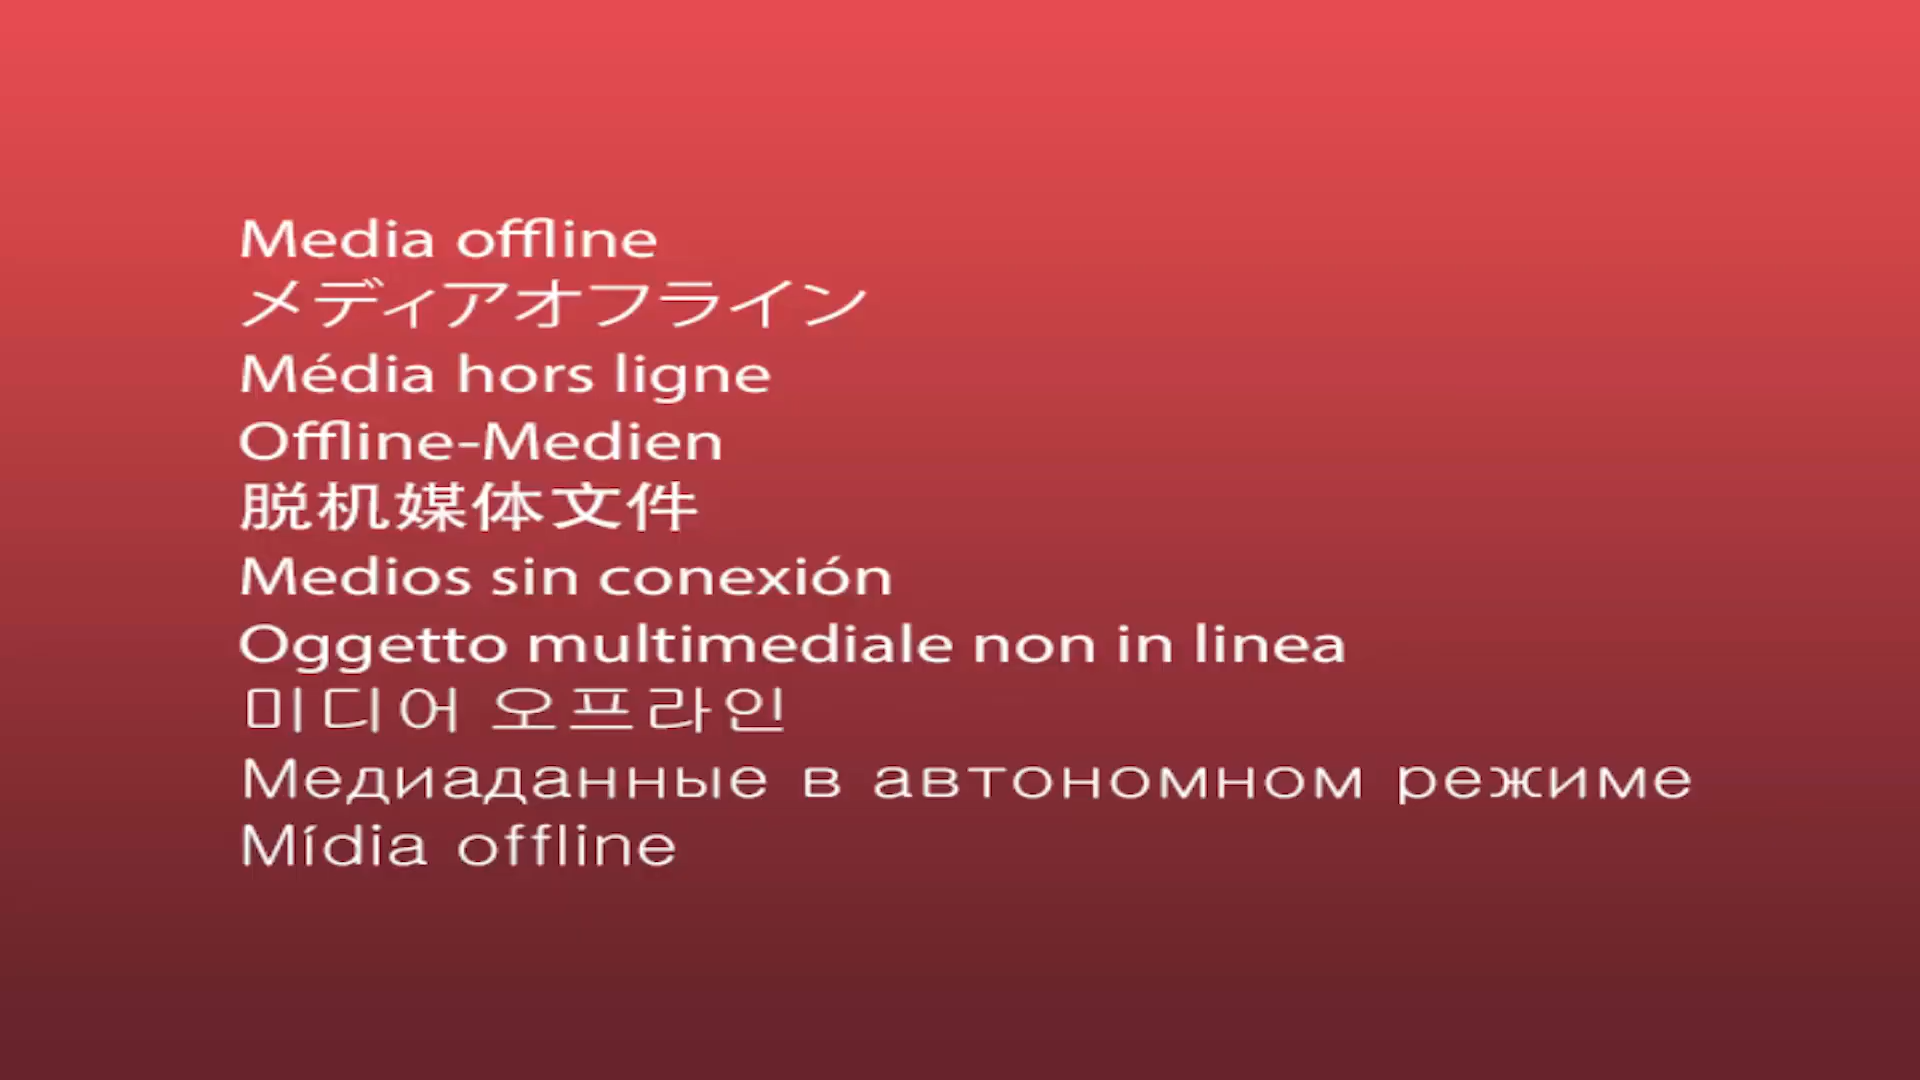 Media offline
メディアオフライン
Média hors ligne
Offline-Medien
脱机媒体文件
Medios sin conexión
Oggetto multimediale non in linea
미디어 오프라인
Медиаданные в автономном режиме
Mídia offline